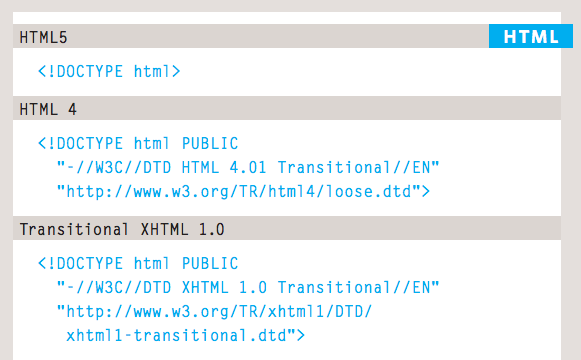 HTML5
HTML
<!DOCTYPE html>
HTML 4
<!DOCTYPE html PUBLIC
"-//W3C//DTD HTML 4.01 Transitional//EN"
"http://www.w3.org/TR/html4/loose.dtd">
Transitional XHTML 1.0
<!DOCTYPE html PUBLIC
"-//W3C//DTD XHTML 1.0 Transitional//EN"
"http://www.w3.org/TR/xhtml1/DTD/
xhtml1-transitional.dtd">